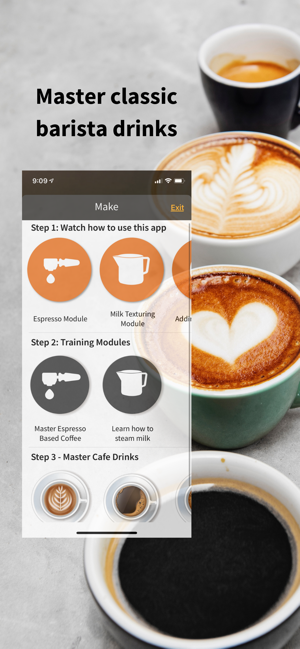 Master classic
barista drinks
9:09
Make
Exit
Step 1: Watch how to use this app
Espresso Module
Milk Texturing
Module
Step 2: Training Modules
Master Espresso
Based Coffee
Learn how to
steam milk
Step 3 - Master Cafe Drinks